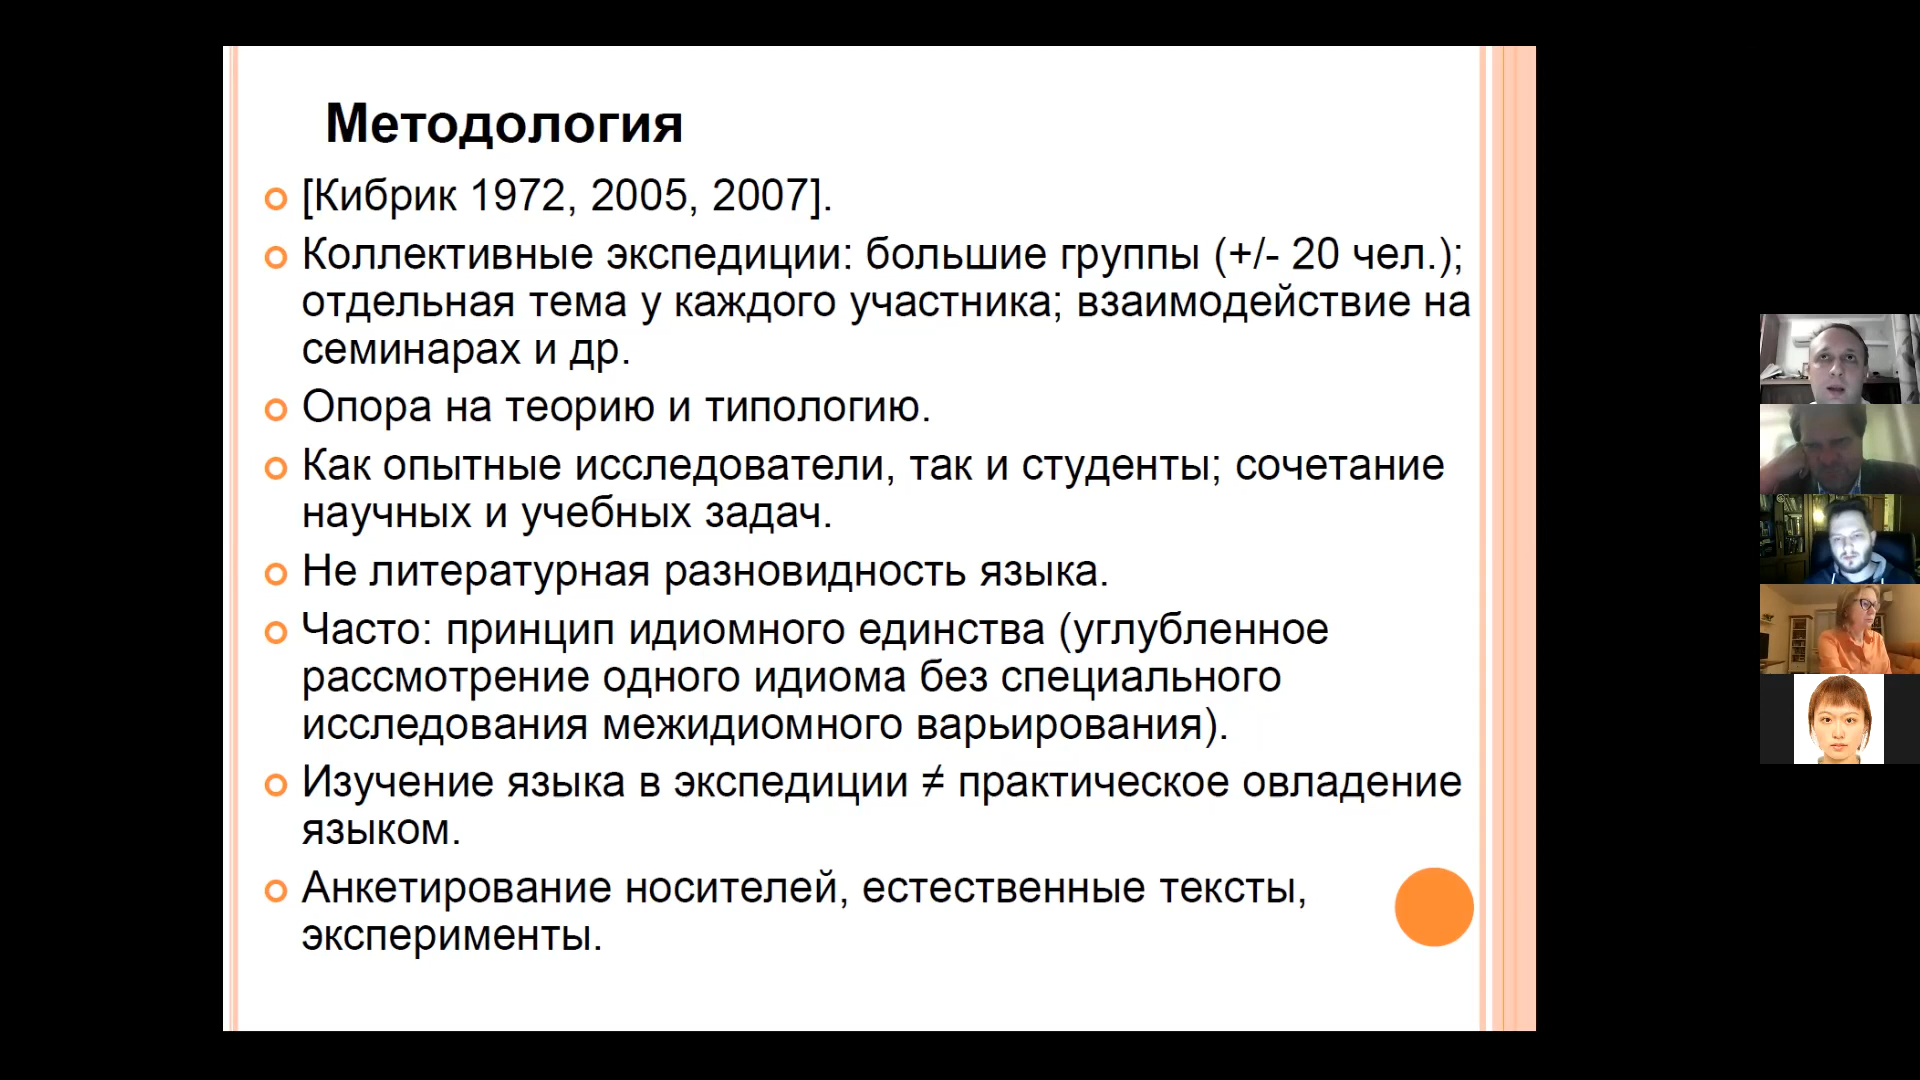 Методология
[Кибрик 1972, 2005, 2007].
Коллективные экспедиции: большие группы (+/- 20 чел.);
отдельная тема у каждого участника; взаимодействие на
семинарах и др.
Опора на теорию и типологию.
Как опытные исследователи, так и студенты; сочетание
научных и учебных задач.
Не литературная разновидность языка.
Часто: принцип идиомного единства (углубленное
рассмотрение одного идиома без специального
исследования межидиомного варьирования).
Изучение языка в экспедиции ≠ практическое овладение
языком.
Анкетирование носителей, естественные тексты,
эксперименты.